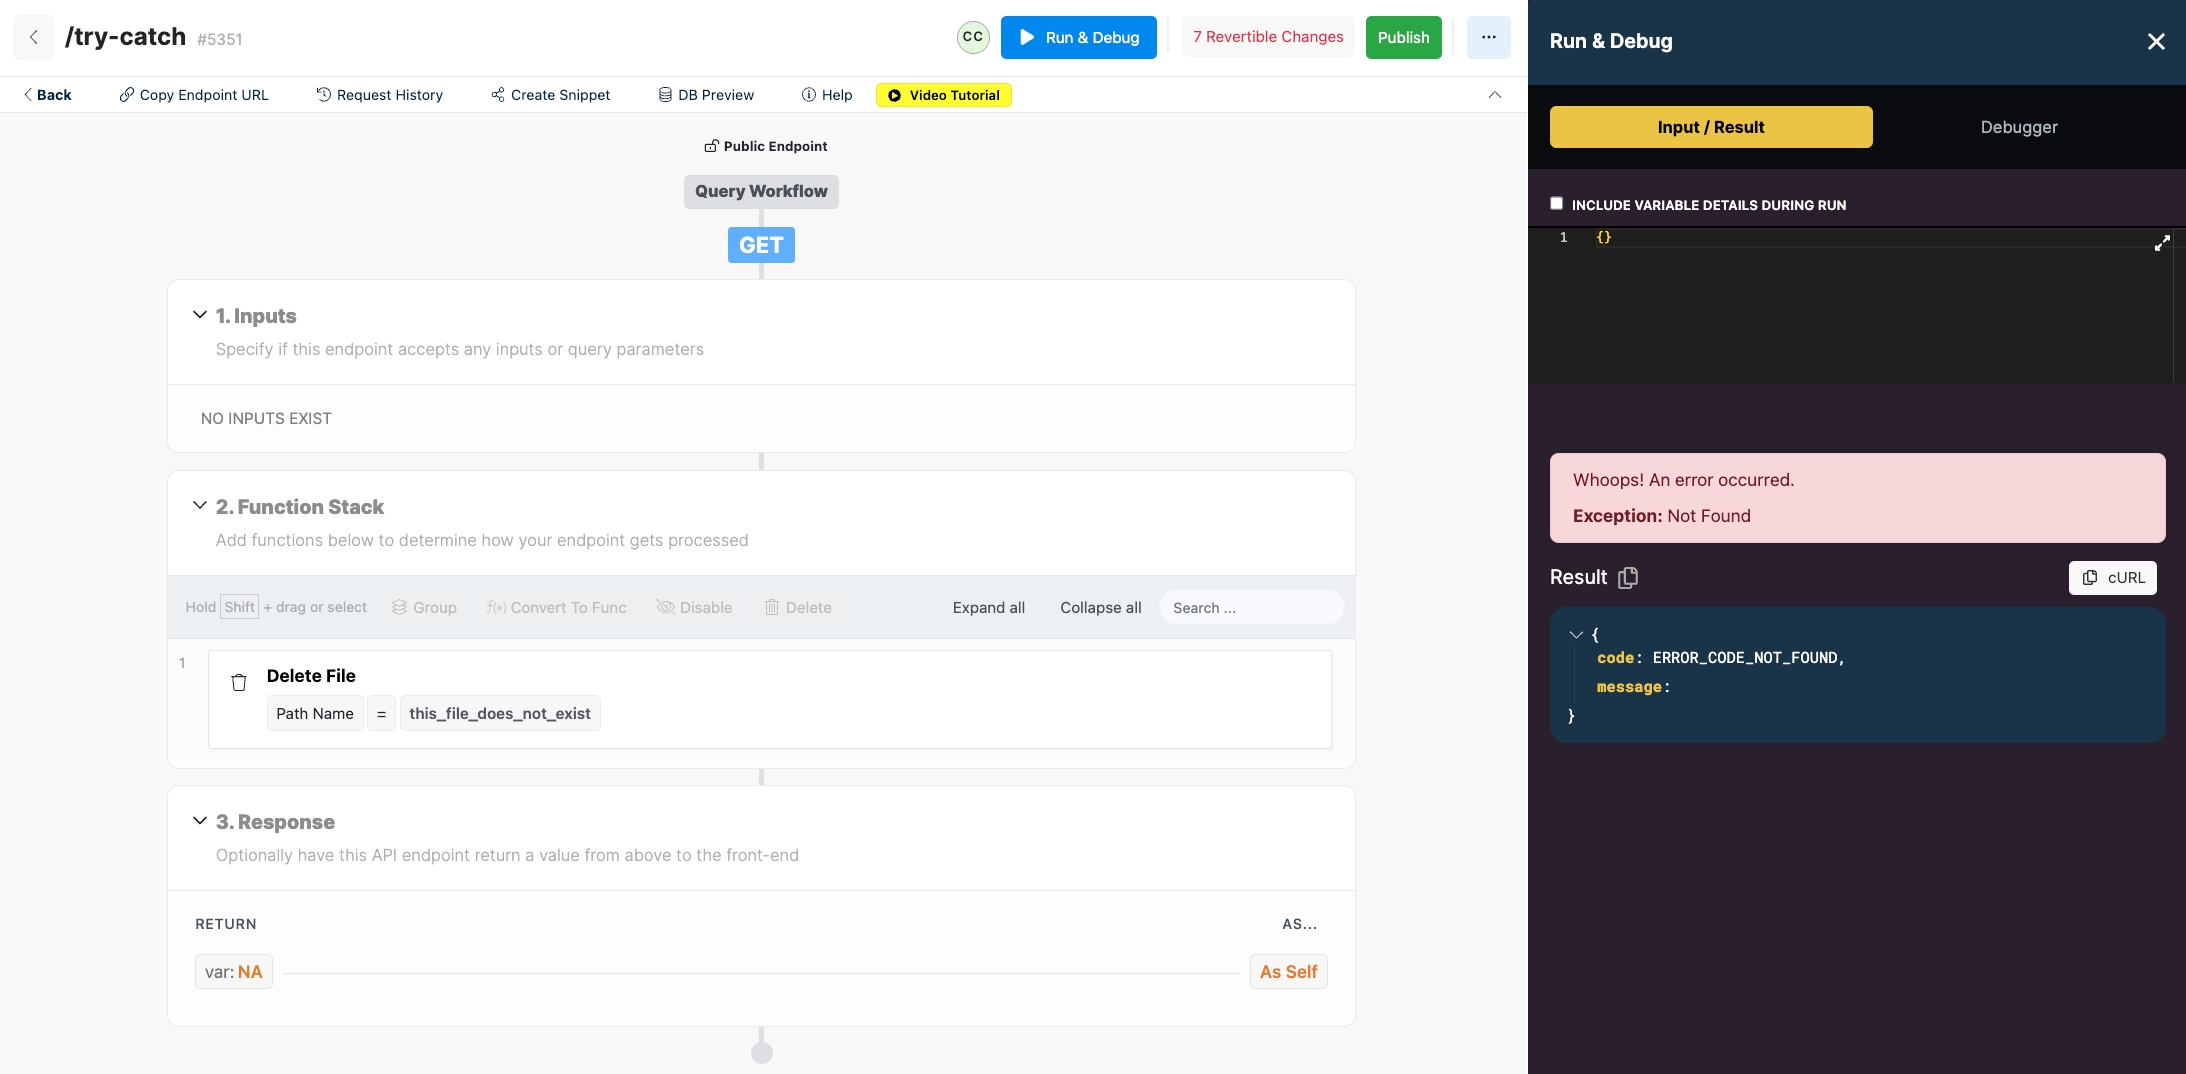 /try-catch #5351
CC
Run & Debug
7 Revertible Changes
Publish
...
Back
Copy Endpoint URL
Request History
Create Snippet
DB Preview
Help
Video Tutorial
Public Endpoint
Query Workflow
GET
1. Inputs
Specify if this endpoint accepts any inputs or query parameters
NO INPUTS EXIST
2. Function Stack
Add functions below to determine how your endpoint gets processed
Hold Shift + drag or select
Group
f(x) Convert To Func
Disable
Delete
Expand all
Collapse all
Search ...
1
Delete File
Path Name = this_file_does_not_exist
3. Response
Optionally have this API endpoint return a value from above to the front-end
RETURN
AS...
var: NA
As Self
Run & Debug
Input / Result
Debugger
INCLUDE VARIABLE DETAILS DURING RUN
1 {}
Whoops! An error occurred.
Exception: Not Found
Result
cURL
{
code: ERROR_CODE_NOT_FOUND,
message:
}